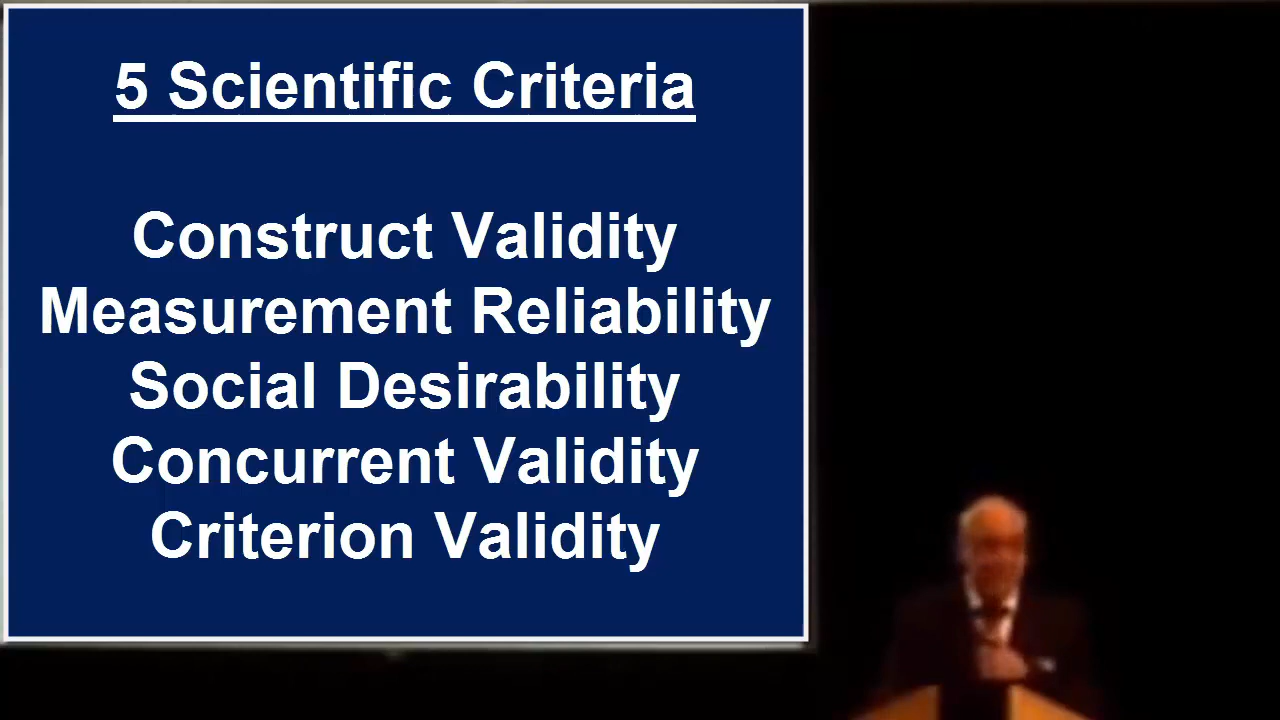 5 Scientific Criteria
Construct Validity
Measurement Reliability
Social Desirability
Concurrent Validity
Criterion Validity